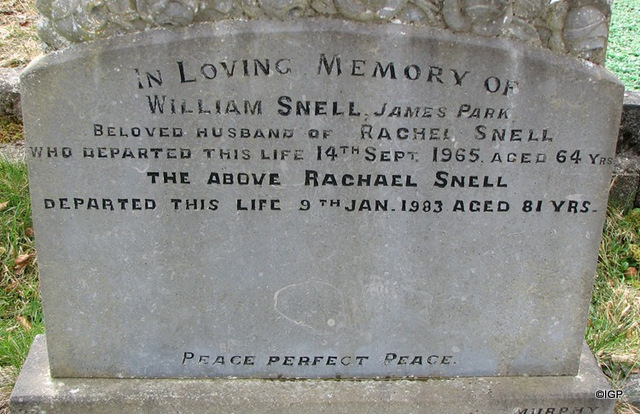 In Loving Memory of
William Snell, James Park
Beloved husband of Rachel Snell
who departed this life 14TH Sept. 1965. aged 64 yrs
The above Rachael Snell
departed this life 9TH Jan. 1983 aged 81 yrs.
Peace perfect Peace.
Murphy
©IGP